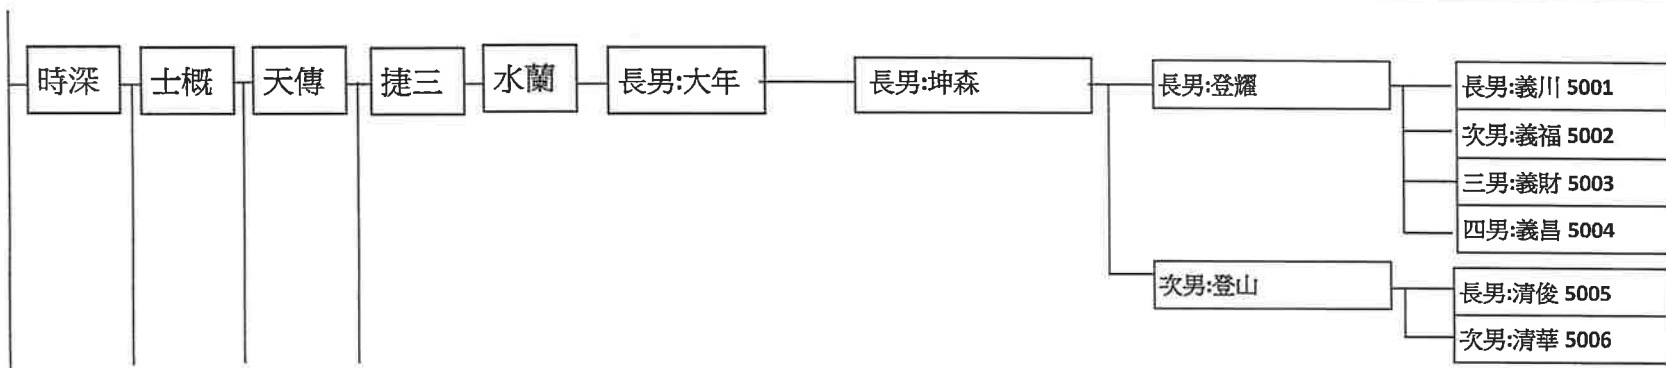 時深
士概
天傳
捷三
水蘭
長男:大年
長男:坤森
長男:登耀
長男:義川 5001
次男:義福 5002
三男:義財 5003
四男:義昌 5004
次男:登山
長男:清俊 5005
次男:清華 5006